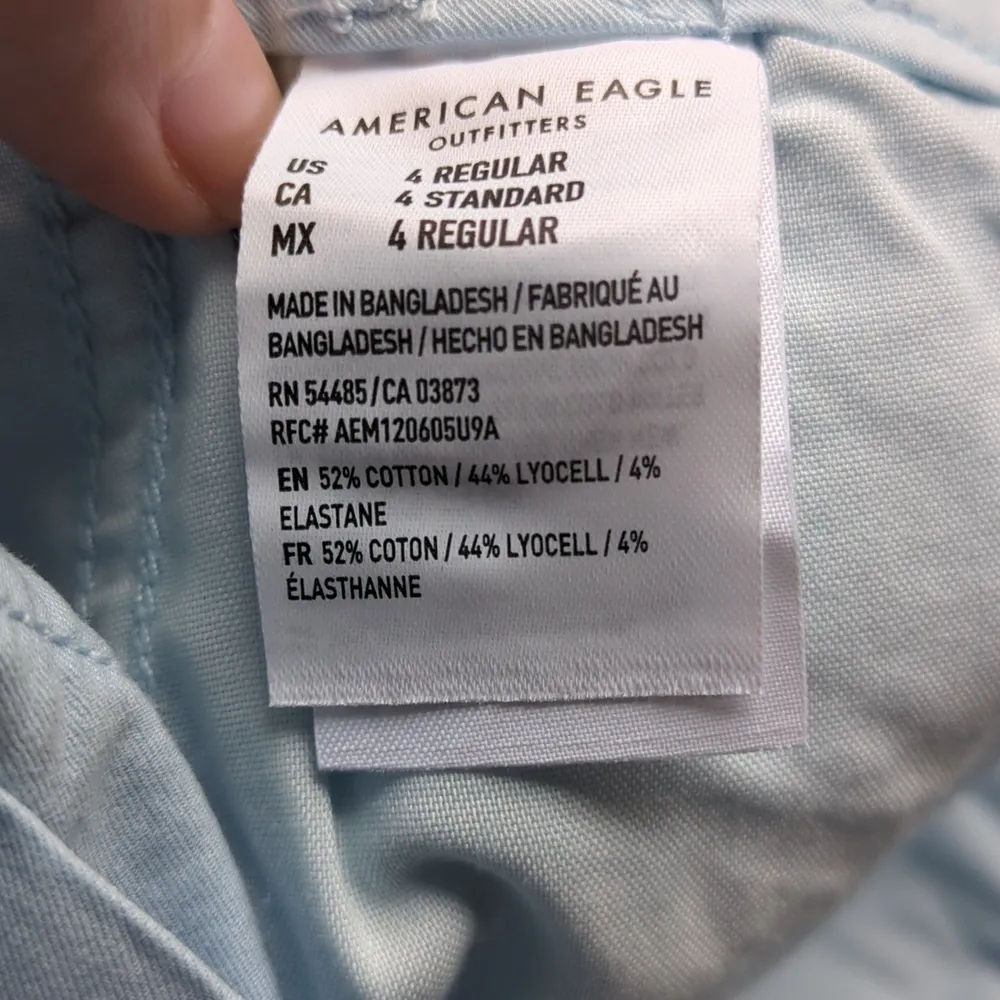 AMERICAN EAGLE
OUTFITTERS
US 4 REGULAR
CA 4 STANDARD
MX 4 REGULAR
MADE IN BANGLADESH / FABRIQUÉ AU
BANGLADESH / HECHO EN BANGLADESH
RN 54485/CA 03873
RFC# AEM120605U9A
EN 52% COTTON / 44% LYOCELL / 4%
ELASTANE
FR 52% COTON / 44% LYOCELL / 4%
ÉLASTHANNE